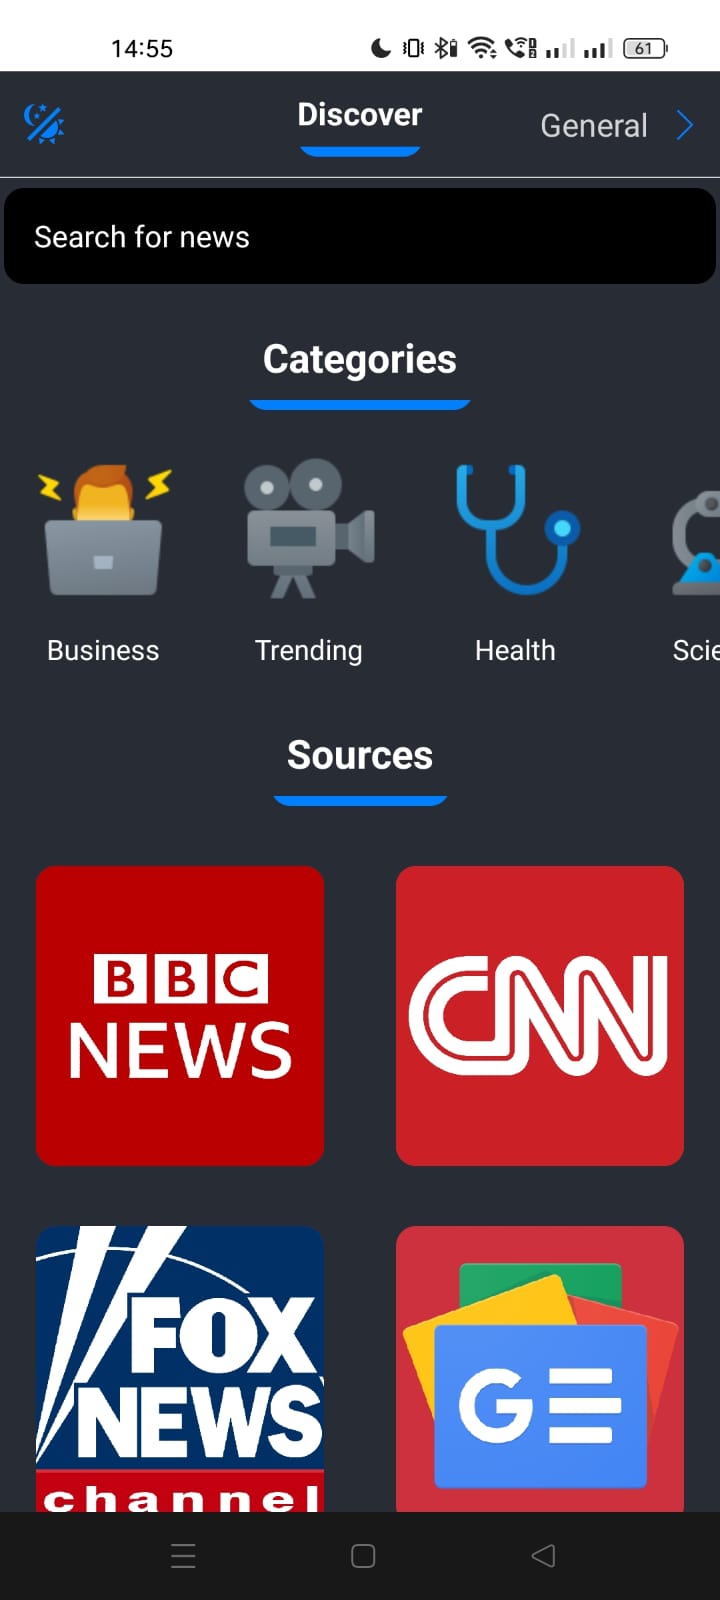 14:55
61
Discover
General
Search for news
Categories
Business
Trending
Health
Scie
Sources
BBC
NEWS
CNN
FOX
NEWS
channel
G